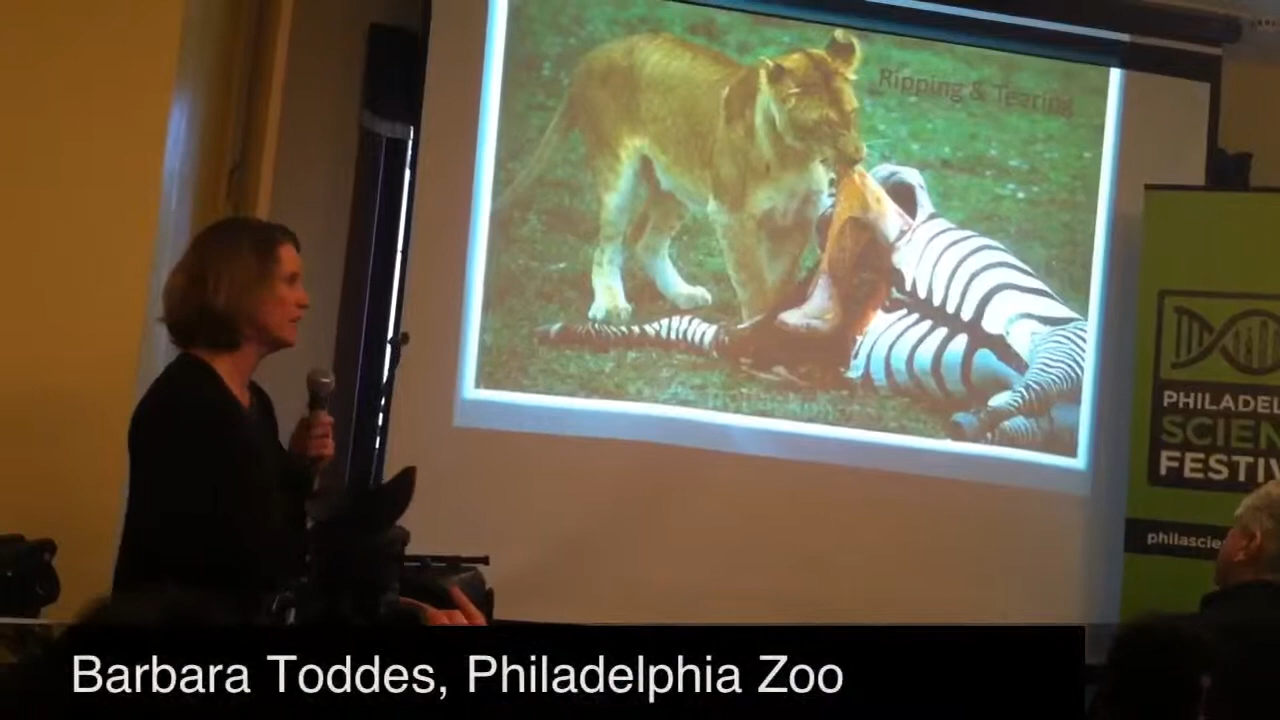 Ripping & Tearing
PHILADEL
SCIEN
FESTIV
philascie
Barbara Toddes, Philadelphia Zoo